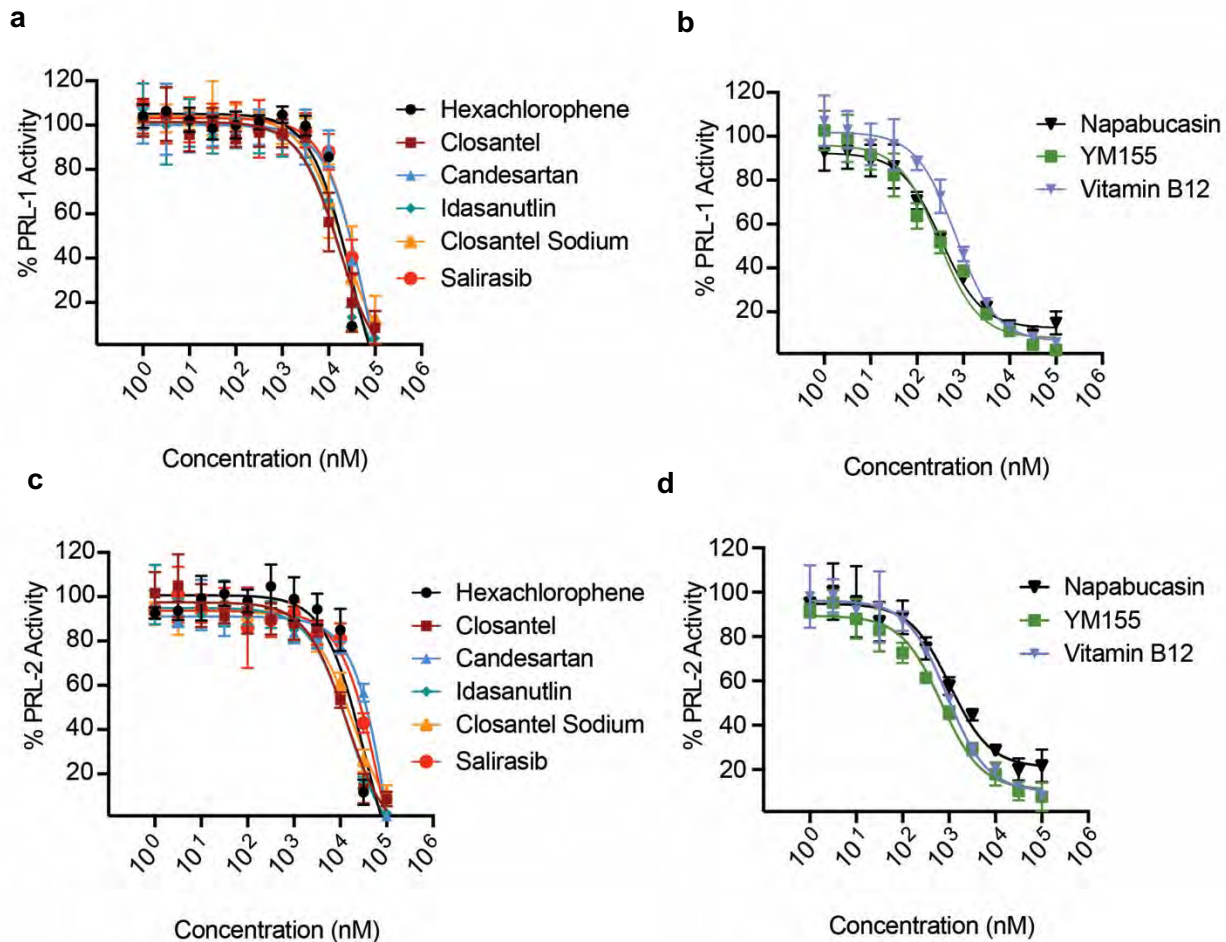 a
% PRL-1 Activity
120
100
80
60
40
20
10^0
10^1
10^2
10^3
10^4
10^5
10^6
Concentration (nM)
Hexachlorophene
Closantel
Candesartan
Idasanutlin
Closantel Sodium
Salirasib
b
% PRL-1 Activity
120
100
80
60
40
20
10^0
10^1
10^2
10^3
10^4
10^5
10^6
Concentration (nM)
Napabucasin
YM155
Vitamin B12
c
% PRL-2 Activity
120
100
80
60
40
20
10^0
10^1
10^2
10^3
10^4
10^5
10^6
Concentration (nM)
Hexachlorophene
Closantel
Candesartan
Idasanutlin
Closantel Sodium
Salirasib
d
% PRL-2 Activity
120
100
80
60
40
20
10^0
10^1
10^2
10^3
10^4
10^5
10^6
Concentration (nM)
Napabucasin
YM155
Vitamin B12